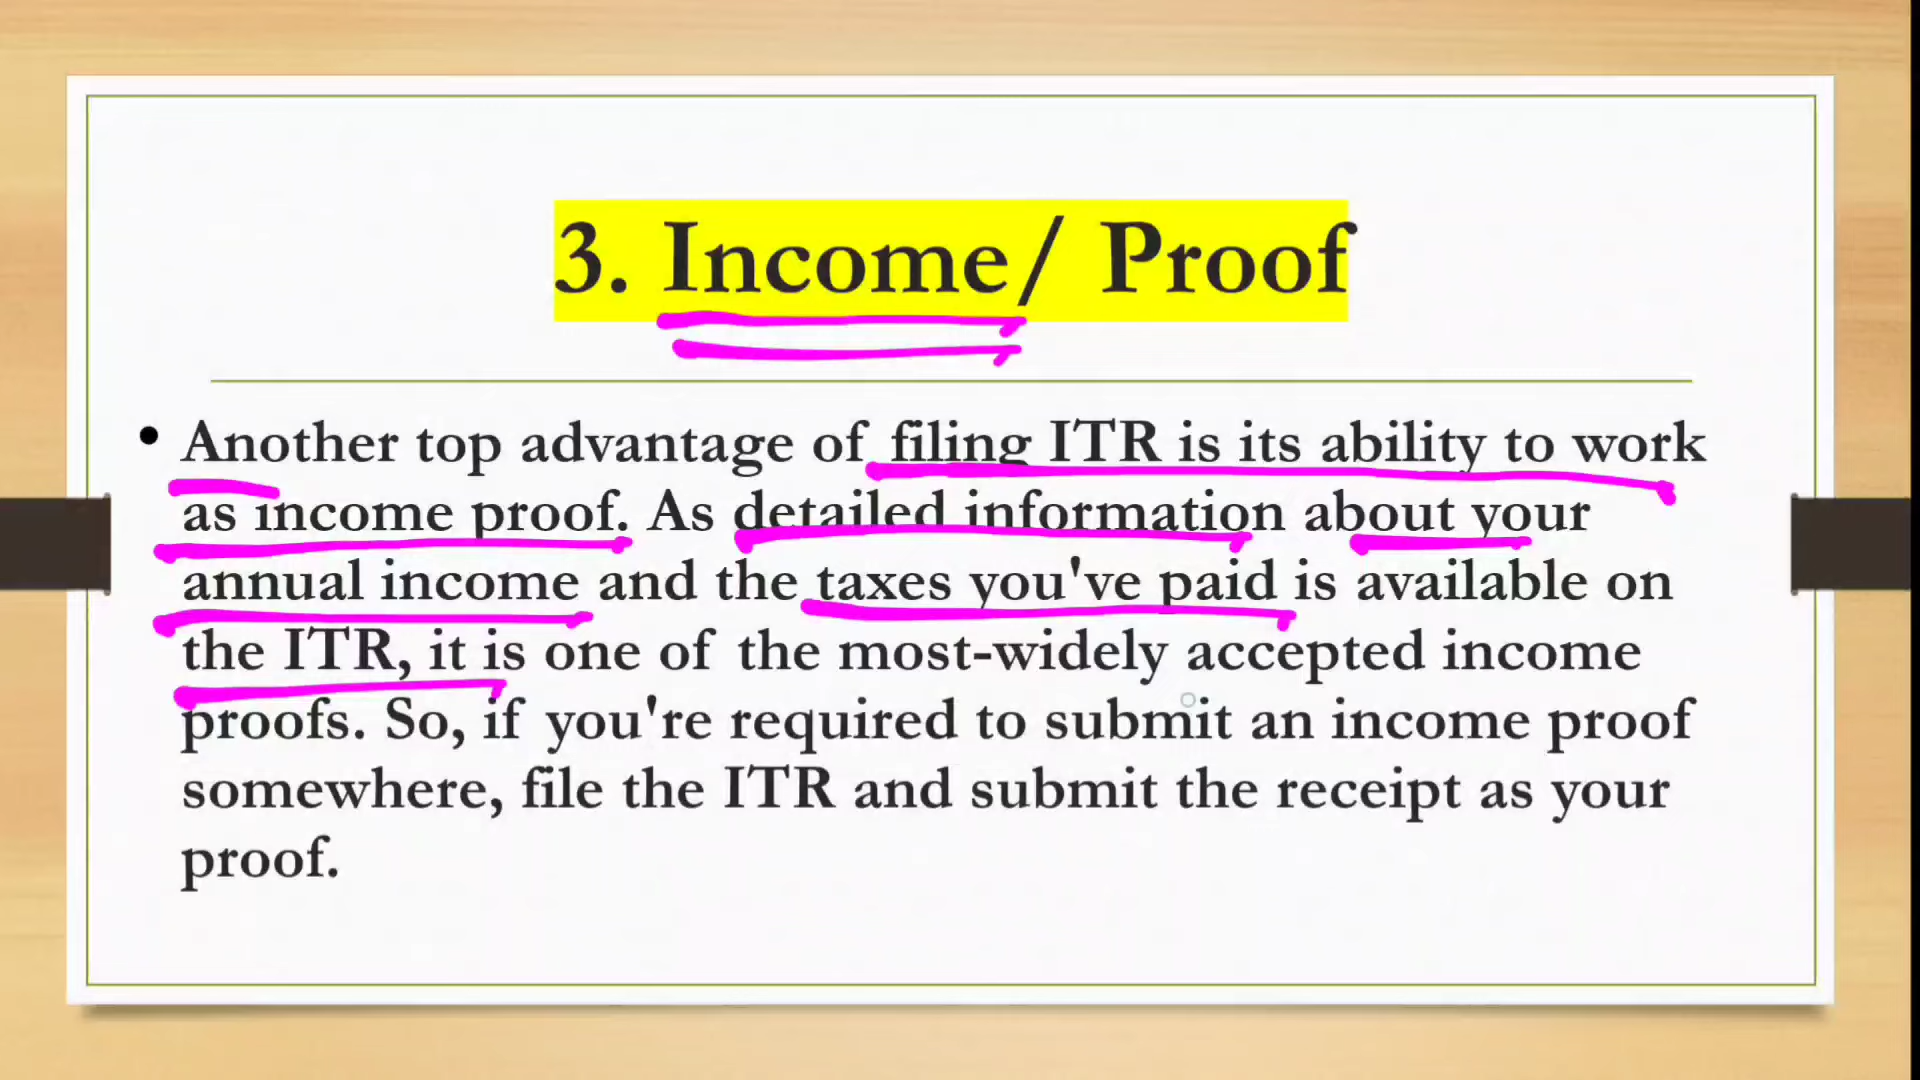 3. Income/ Proof
• Another top advantage of filing ITR is its ability to work
as income proof. As detailed information about your
annual income and the taxes you've paid is available on
the ITR, it is one of the most-widely accepted income
proofs. So, if you're required to submit an income proof
somewhere, file the ITR and submit the receipt as your
proof.